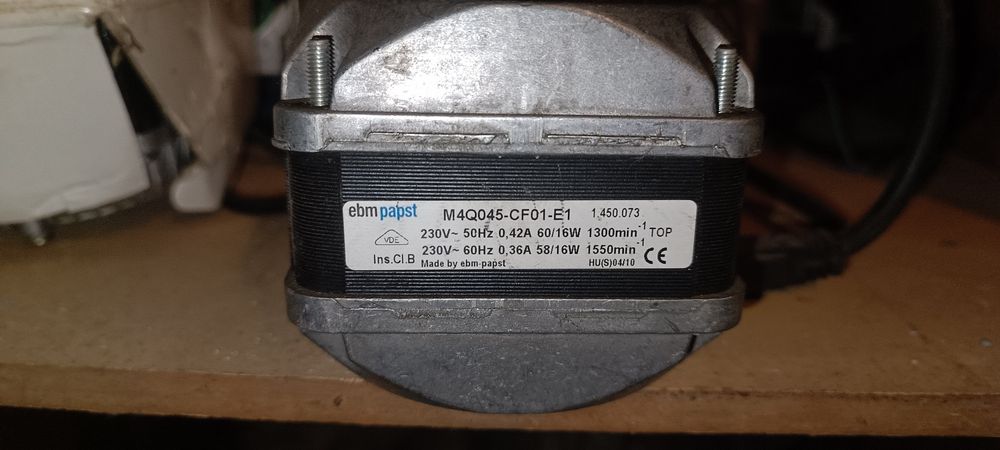 ebmpapst M4Q045-CF01-E1 1.450.073
230V~ 50Hz 0,42A 60/16W 1300min⁻¹ TOP
VDE
230V~ 60Hz 0,36A 58/16W 1550min⁻¹
Ins.Cl.B Made by ebm-papst HU(S)04/10 CE